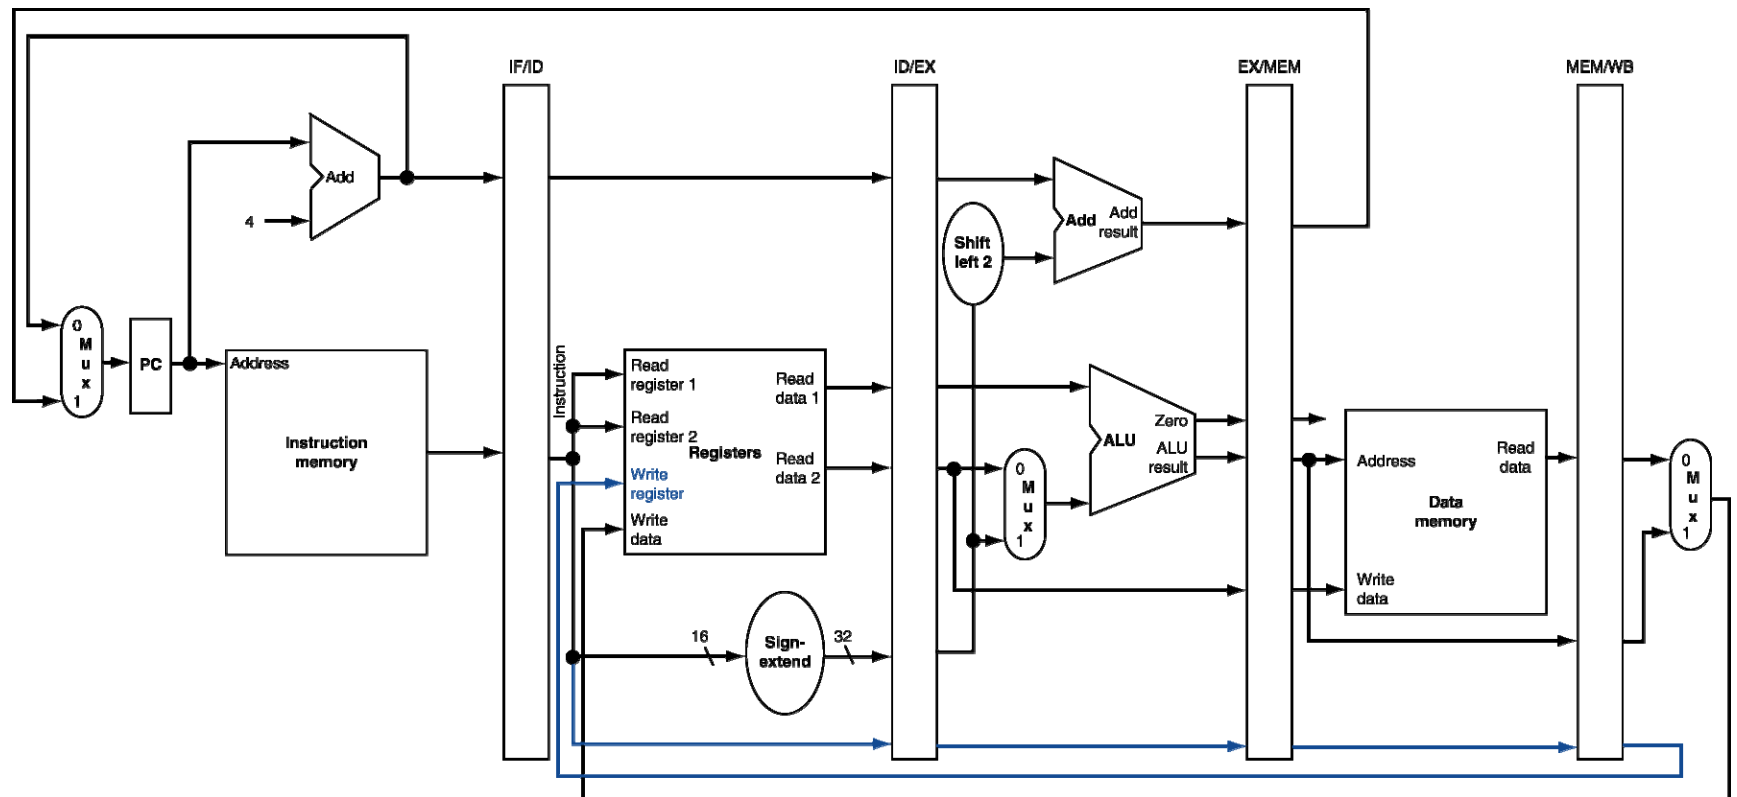 IF/ID
ID/EX
EX/MEM
MEM/WB
Add
4
Add
Add
result
Shift
left 2
0
M
u
x
1
PC
Address
Instruction
memory
Instruction
Read
register 1
Read
register 2
Write
register
Write
data
Registers
Read
data 1
Read
data 2
16
Sign-
extend
32
0
M
u
x
1
ALU
Zero
ALU
result
Address
Read
data
Data
memory
Write
data
0
M
u
x
1